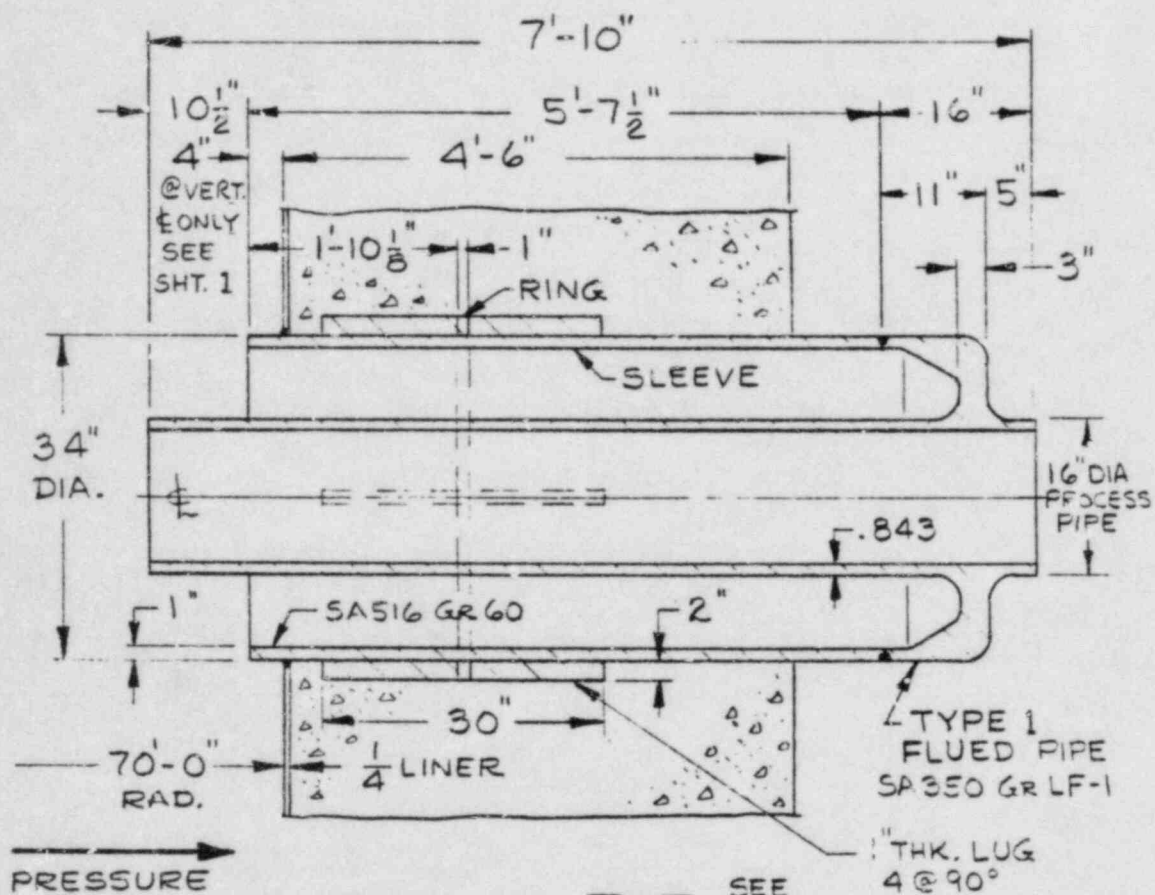 7'-10"
10 1/2"
5'-7 1/2"
16"
4"
@VERT.
℄ ONLY
SEE
SHT. 1
4'-6"
11"
5"
1'-10 1/8"
1"
3"
RING
SLEEVE
34"
DIA.
℄
16" DIA
PROCESS
PIPE
.843
1"
SA516 GR 60
2"
30"
TYPE 1
FLUED PIPE
SA350 GR LF-1
70'-0"
RAD.
1/4 LINER
1" THK. LUG
4 @ 90°
PRESSURE
SEE